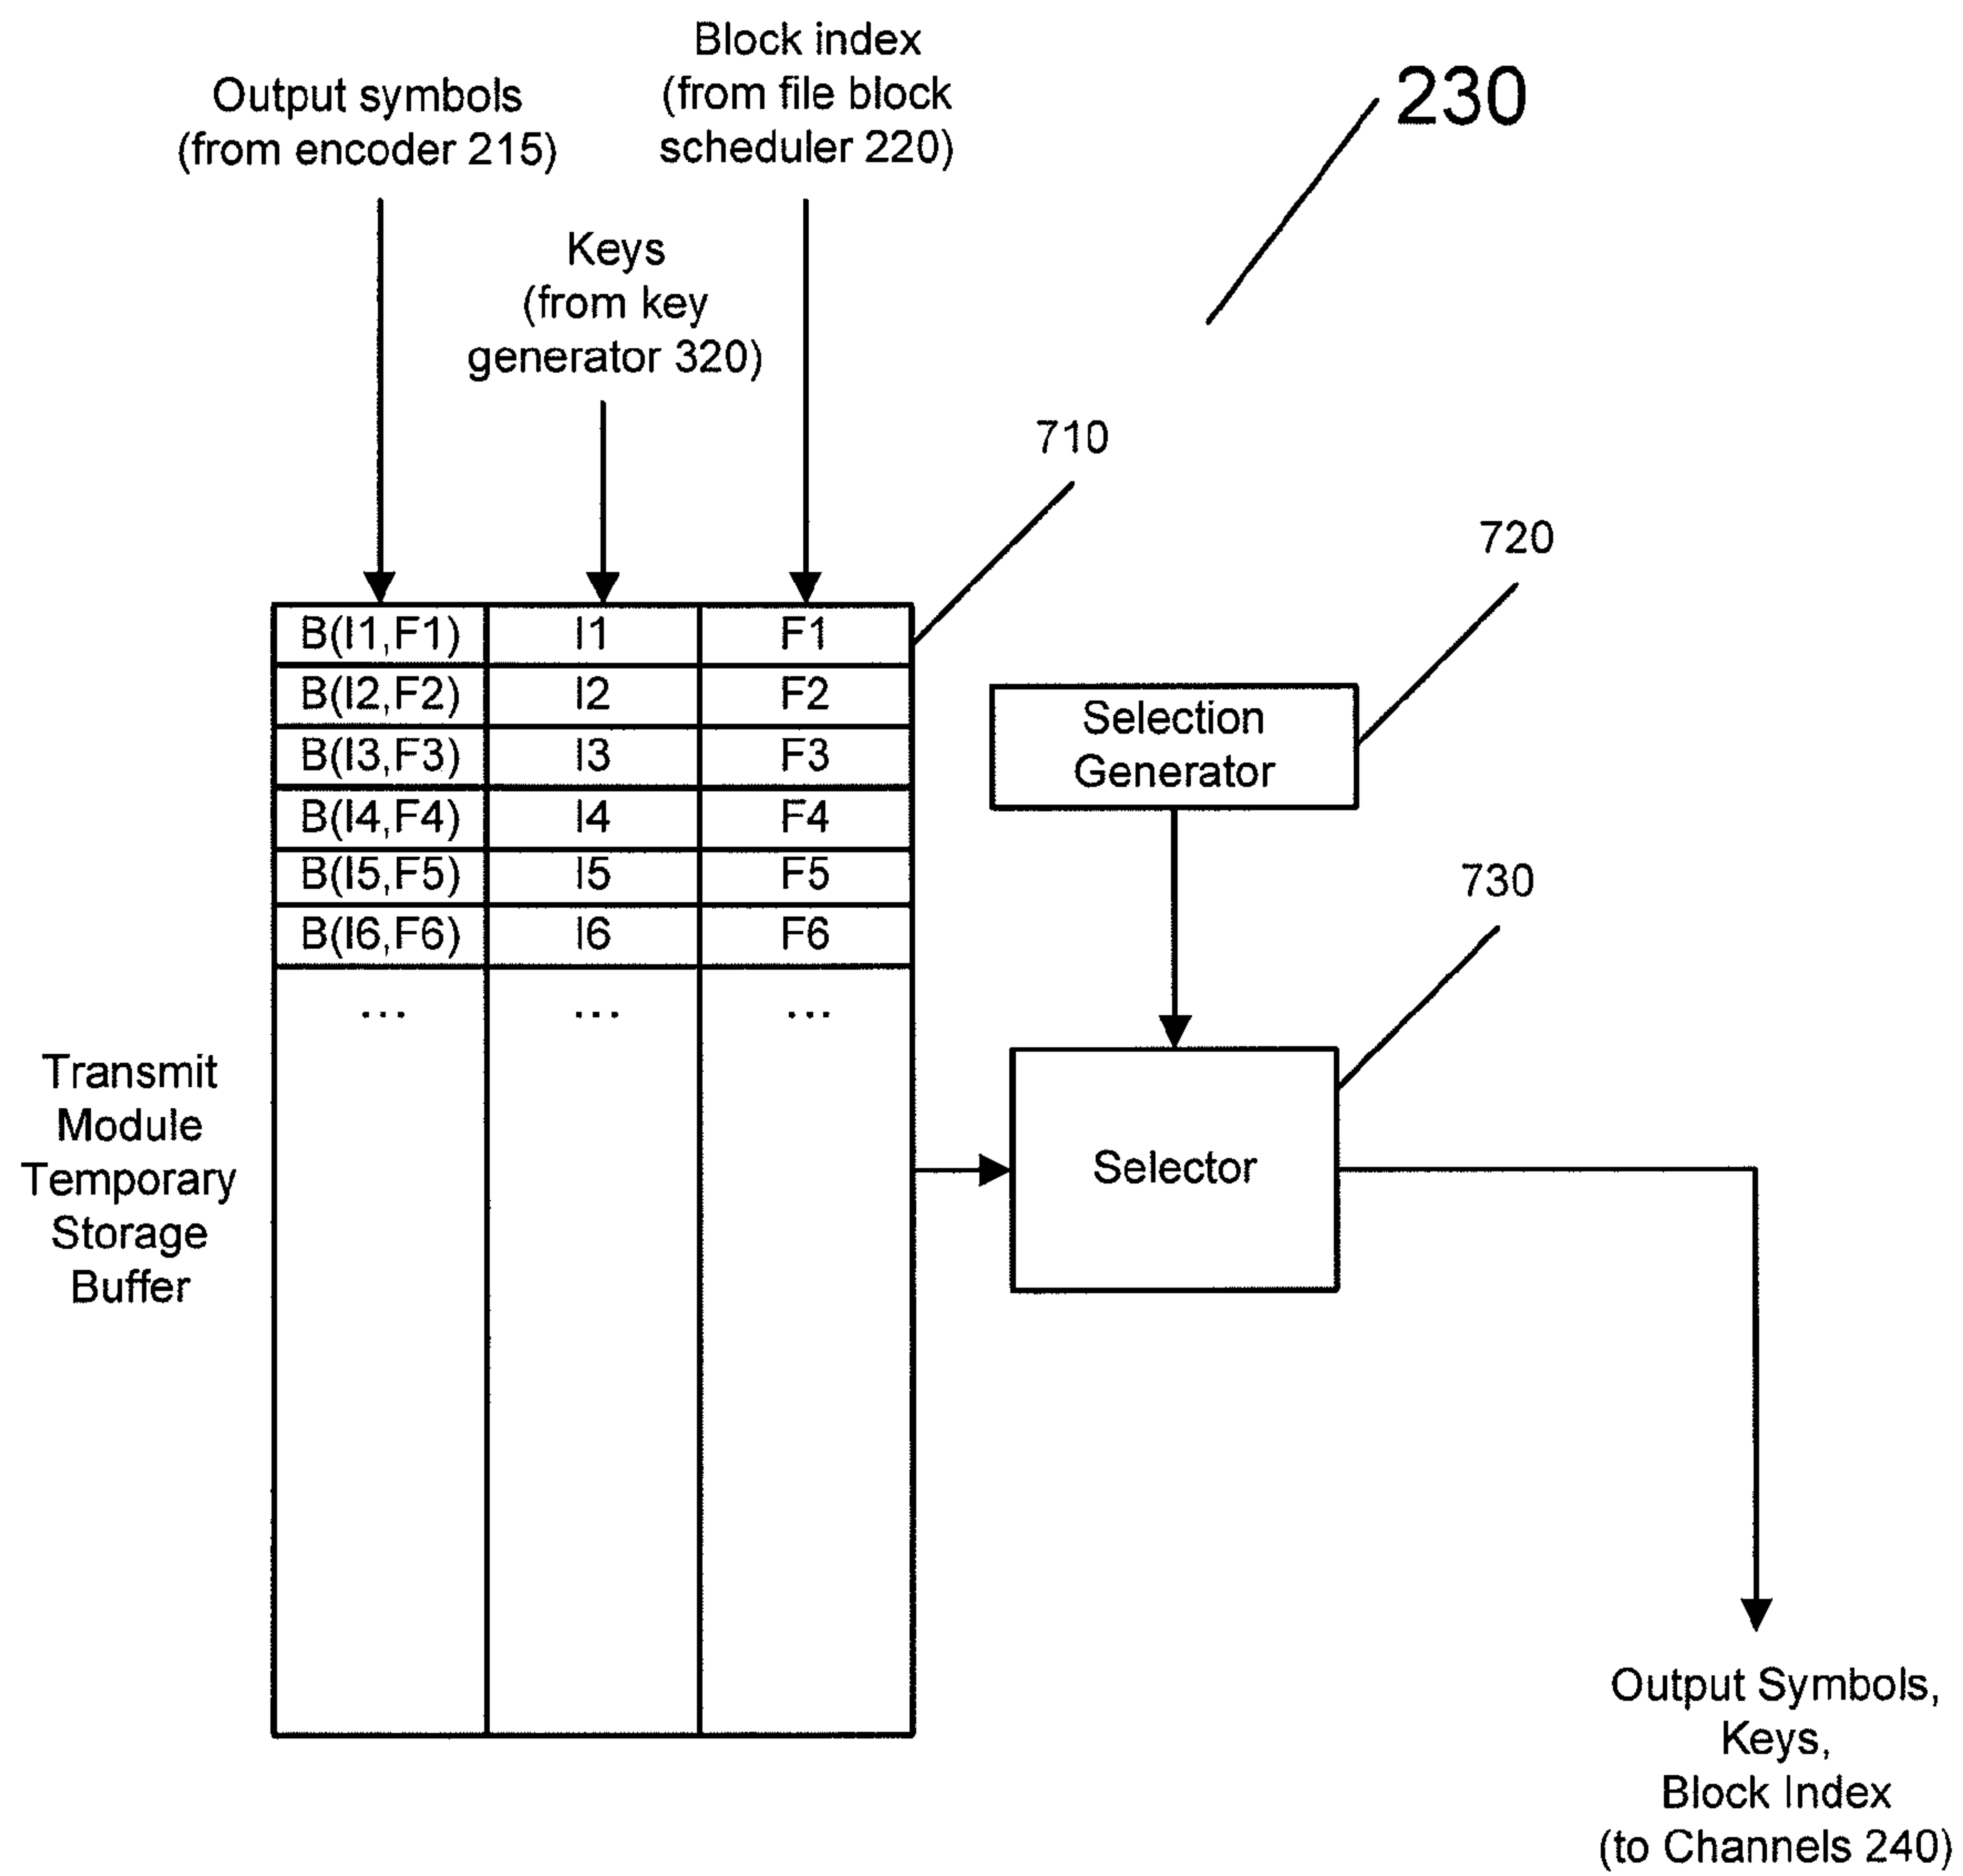 Block index
(from file block
scheduler 220)
230
Output symbols
(from encoder 215)
Keys
(from key
generator 320)
710
720
B(I1,F1) I1 F1
B(I2,F2) I2 F2
B(I3,F3) I3 F3
B(I4,F4) I4 F4
B(I5,F5) I5 F5
B(I6,F6) I6 F6
... ... ...
Selection
Generator
730
Transmit
Module
Temporary
Storage
Buffer
Selector
Output Symbols,
Keys,
Block Index
(to Channels 240)